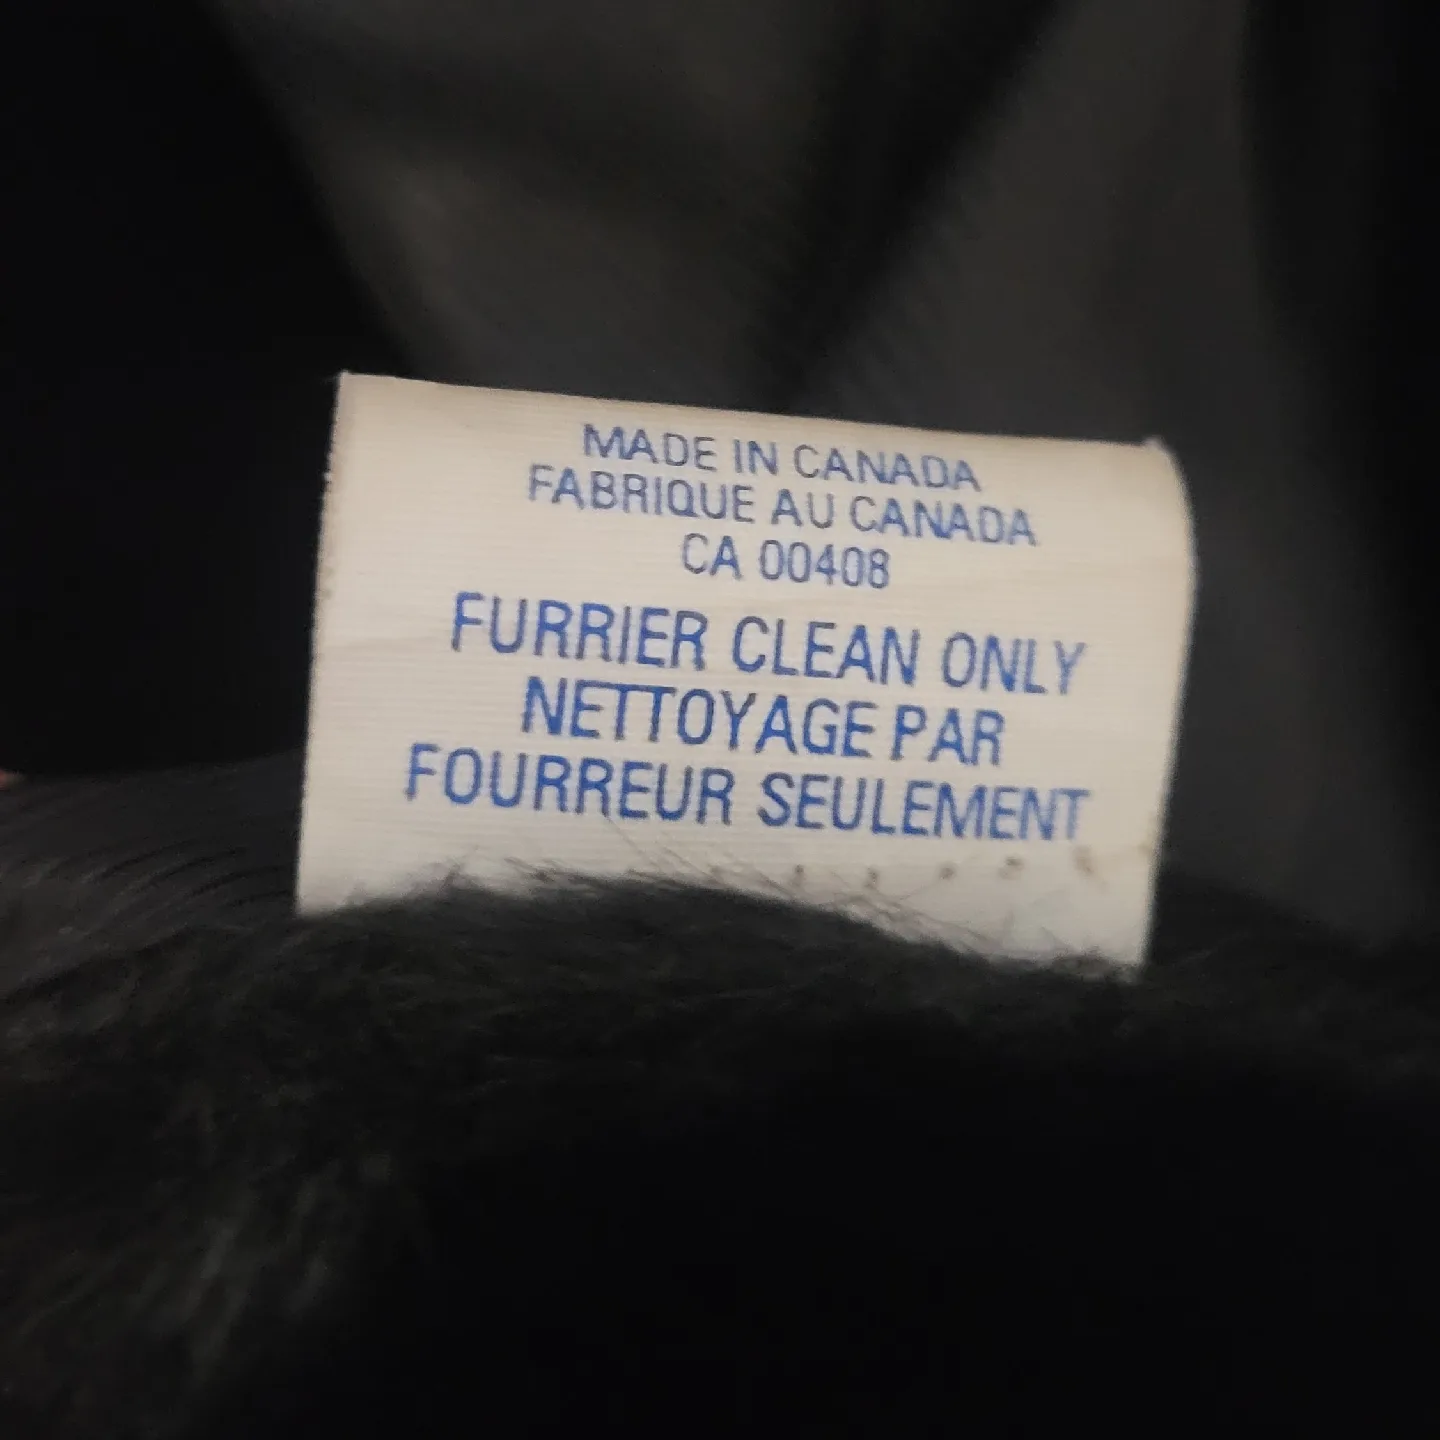 MADE IN CANADA
FABRIQUE AU CANADA
CA 00408
FURRIER CLEAN ONLY
NETTOYAGE PAR
FOURREUR SEULEMENT